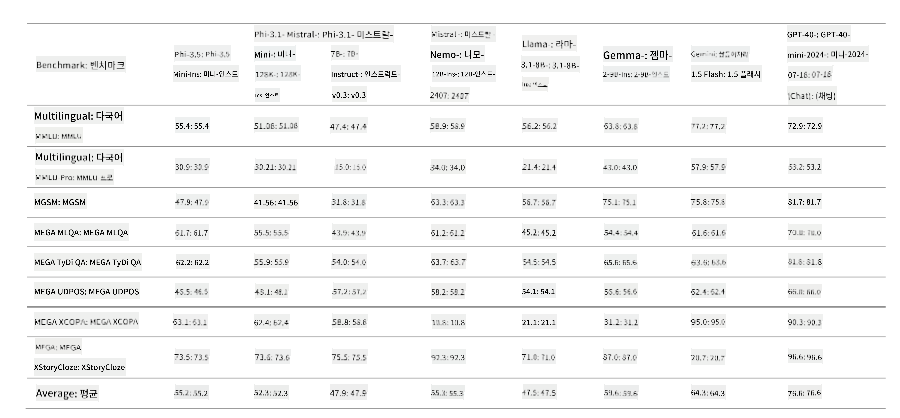 Benchmark: 벤치마크
Phi-3.5: Phi-3.5
Mini-Ins: 미니-인스트
Phi-3.1- Mistral-: Phi-3.1- 미스트랄-
Mini-: 미니-
128K-: 128K-
7B-: 7B-
Instruct-: 인스트럭트
v0.3: v0.3
Mistral-: 미스트랄
Nemo-: 니모-
12B-Ins: 12B-인스트-
2407: 2407
Llama-: 라마-
3.1-8B-: 3.1-8B-
Gemma-: 젬마-
2-9B-Ins: 2-9B-인스트
Gemini:
1.5 Flash: 1.5 플래시
GPT-40-: GPT-40-
mini-2024-: 미니-2024-
07-18: 07-18
(Chat): (채팅)
Multilingual: 다국어
MMLU: MMLU
55.4: 55.4
51.08: 51.08
47.4: 47.4
58.9: 58.9
56.2: 56.2
63.8: 63.8
77.2: 77.2
72.9: 72.9
Multilingual: 다국어
MMLU-Pro: MMLU 프로
30.9: 30.9
30.21: 30.21
15.0: 15.0
34.0: 34.0
21.4: 21.4
43.0: 43.0
57.9: 57.9
53.2: 53.2
MGSM: MGSM
47.9: 47.9
41.56: 41.56
31.8: 31.8
63.3: 63.3
56.7: 56.7
75.1: 75.1
75.8: 75.8
81.7: 81.7
MEGA MLQA: MEGA MLQA
61.7: 61.7
55.5: 55.5
43.9: 43.9
61.2: 61.2
45.2: 45.2
54.4: 54.4
61.6: 61.6
70.0: 70.0
MEGA TyDi QA: MEGA TyDi QA
62.2: 62.2
55.9: 55.9
54.0: 54.0
63.7: 63.7
54.5: 54.5
65.6: 65.6
63.6: 63.6
81.8: 81.8
MEGA UDPOS: MEGA UDPOS
46.5: 46.5
48.1: 48.1
57.2: 57.2
58.2: 58.2
54.1: 54.1
56.6: 56.6
62.4: 62.4
66.0: 66.0
MEGA XCOPA: MEGA XCOPA
63.1: 63.1
62.4: 62.4
58.8: 58.8
10.8: 10.8
21.1: 21.1
31.2: 31.2
95.0: 95.0
90.3: 90.3
MEGA: MEGA
XStoryCloze: XStoryCloze
73.5: 73.5
73.6: 73.6
75.5: 75.5
92.3: 92.3
71.0: 71.0
87.0: 87.0
20.7: 20.7
96.6: 96.6
Average: 평균
55.2: 55.2
52.3: 52.3
47.9: 47.9
55.3: 55.3
47.5: 47.5
59.6: 59.6
64.3: 64.3
76.6: 76.6